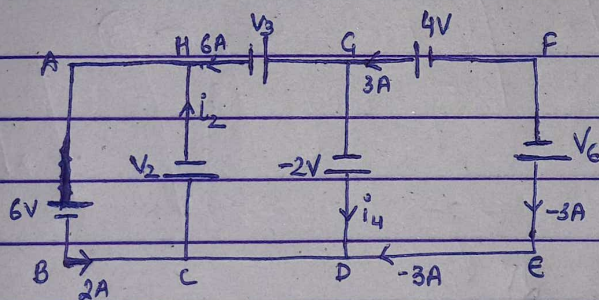 V3 4V
A H 6A G F
3A
i2
V2 -2V V6
6V i4 -3A
B C D E
2A -3A